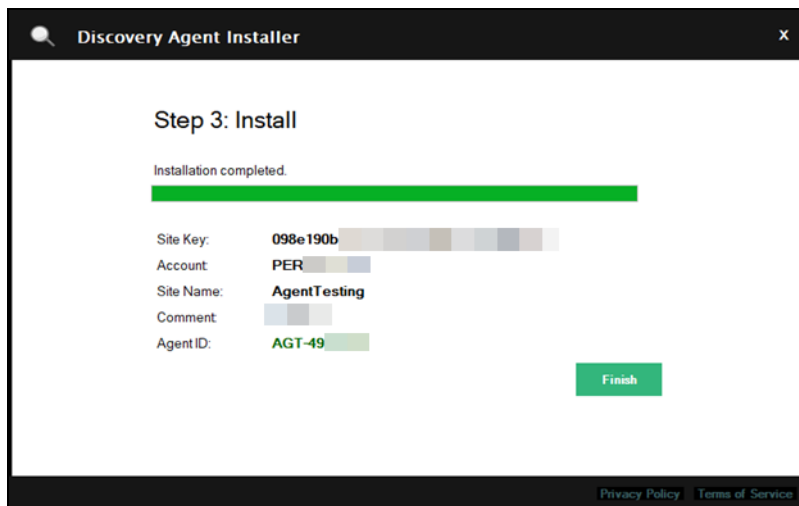 Discovery Agent Installer x
Step 3: Install
Installation completed.
Site Key: 098e190b
Account: PER
Site Name: AgentTesting
Comment:
Agent ID: AGT-49
Finish
Privacy Policy Terms of Service